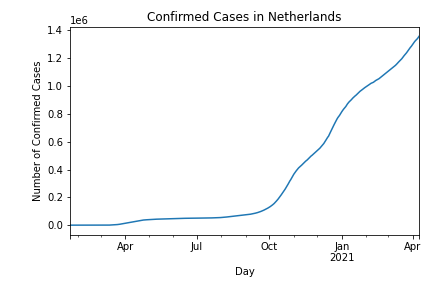 Confirmed Cases in Netherlands
1e6
1.4
1.2
1.0
0.8
0.6
0.4
0.2
0.0
Number of Confirmed Cases
Apr Jul Oct Jan Apr
2021
Day